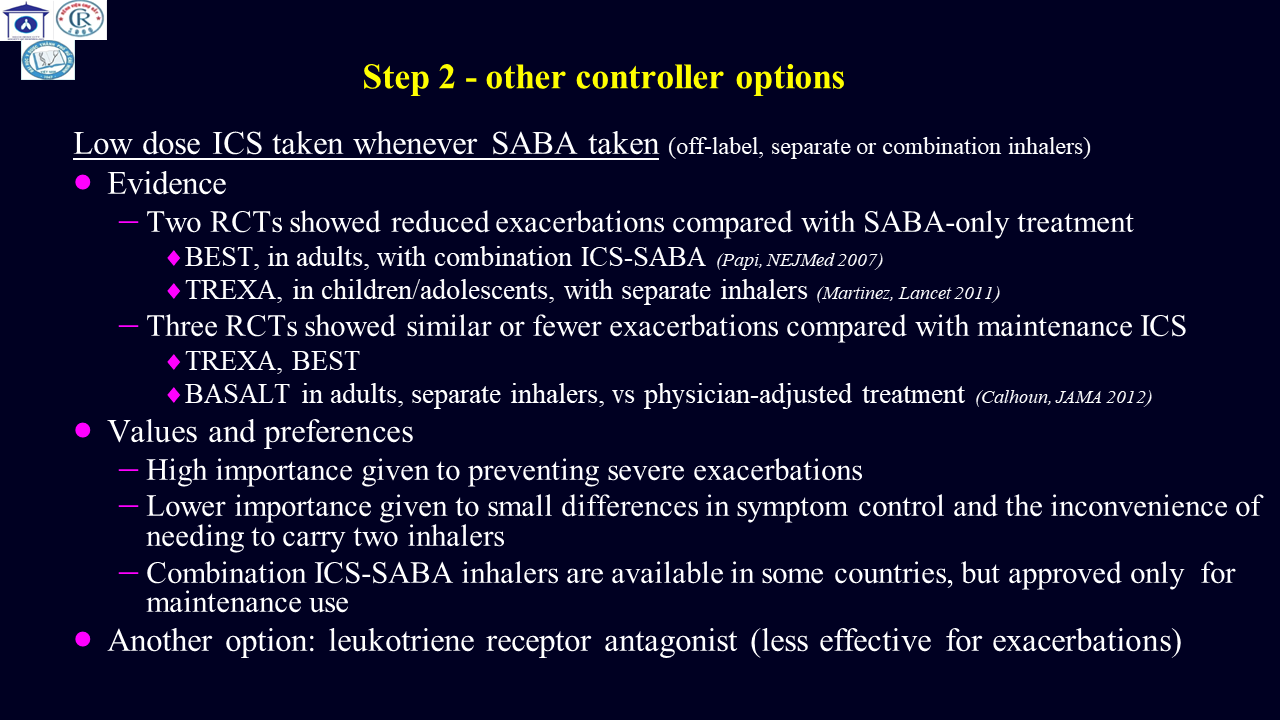 Step 2 - other controller options
Low dose ICS taken whenever SABA taken (off-label, separate or combination inhalers)
● Evidence
– Two RCTs showed reduced exacerbations compared with SABA-only treatment
♦BEST, in adults, with combination ICS-SABA (Papi, NEJMed 2007)
♦TREXA, in children/adolescents, with separate inhalers (Martinez, Lancet 2011)
– Three RCTs showed similar or fewer exacerbations compared with maintenance ICS
♦TREXA, BEST
♦BASALT in adults, separate inhalers, vs physician-adjusted treatment (Calhoun, JAMA 2012)
● Values and preferences
– High importance given to preventing severe exacerbations
– Lower importance given to small differences in symptom control and the inconvenience of
needing to carry two inhalers
– Combination ICS-SABA inhalers are available in some countries, but approved only for
maintenance use
● Another option: leukotriene receptor antagonist (less effective for exacerbations)